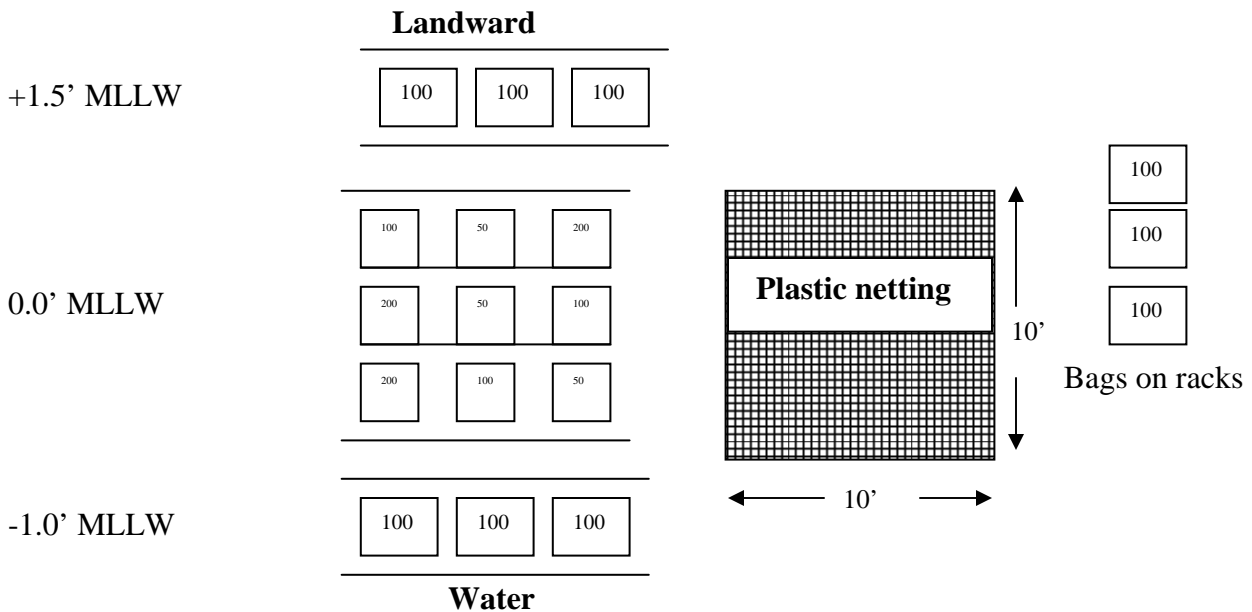 Landward
+1.5’ MLLW
100 100 100
100
100 50 200
100
0.0’ MLLW
200 50 100
Plastic netting
100
10’
200 100 50
Bags on racks
-1.0’ MLLW
100 100 100
10’
Water